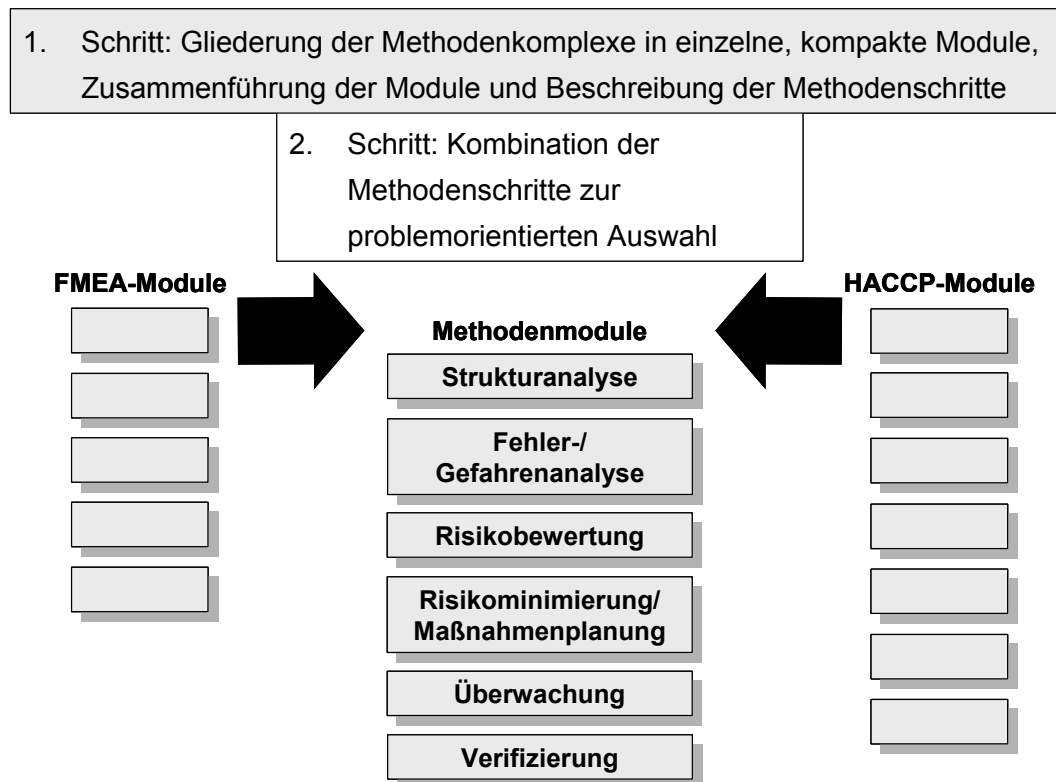 1. Schritt: Gliederung der Methodenkomplexe in einzelne, kompakte Module,
Zusammenführung der Module und Beschreibung der Methodenschritte
2. Schritt: Kombination der
Methodenschritte zur
problemorientierten Auswahl
FMEA-Module
HACCP-Module
Methodenmodule
Strukturanalyse
Fehler-/
Gefahrenanalyse
Risikobewertung
Risikominimierung/
Maßnahmenplanung
Überwachung
Verifizierung